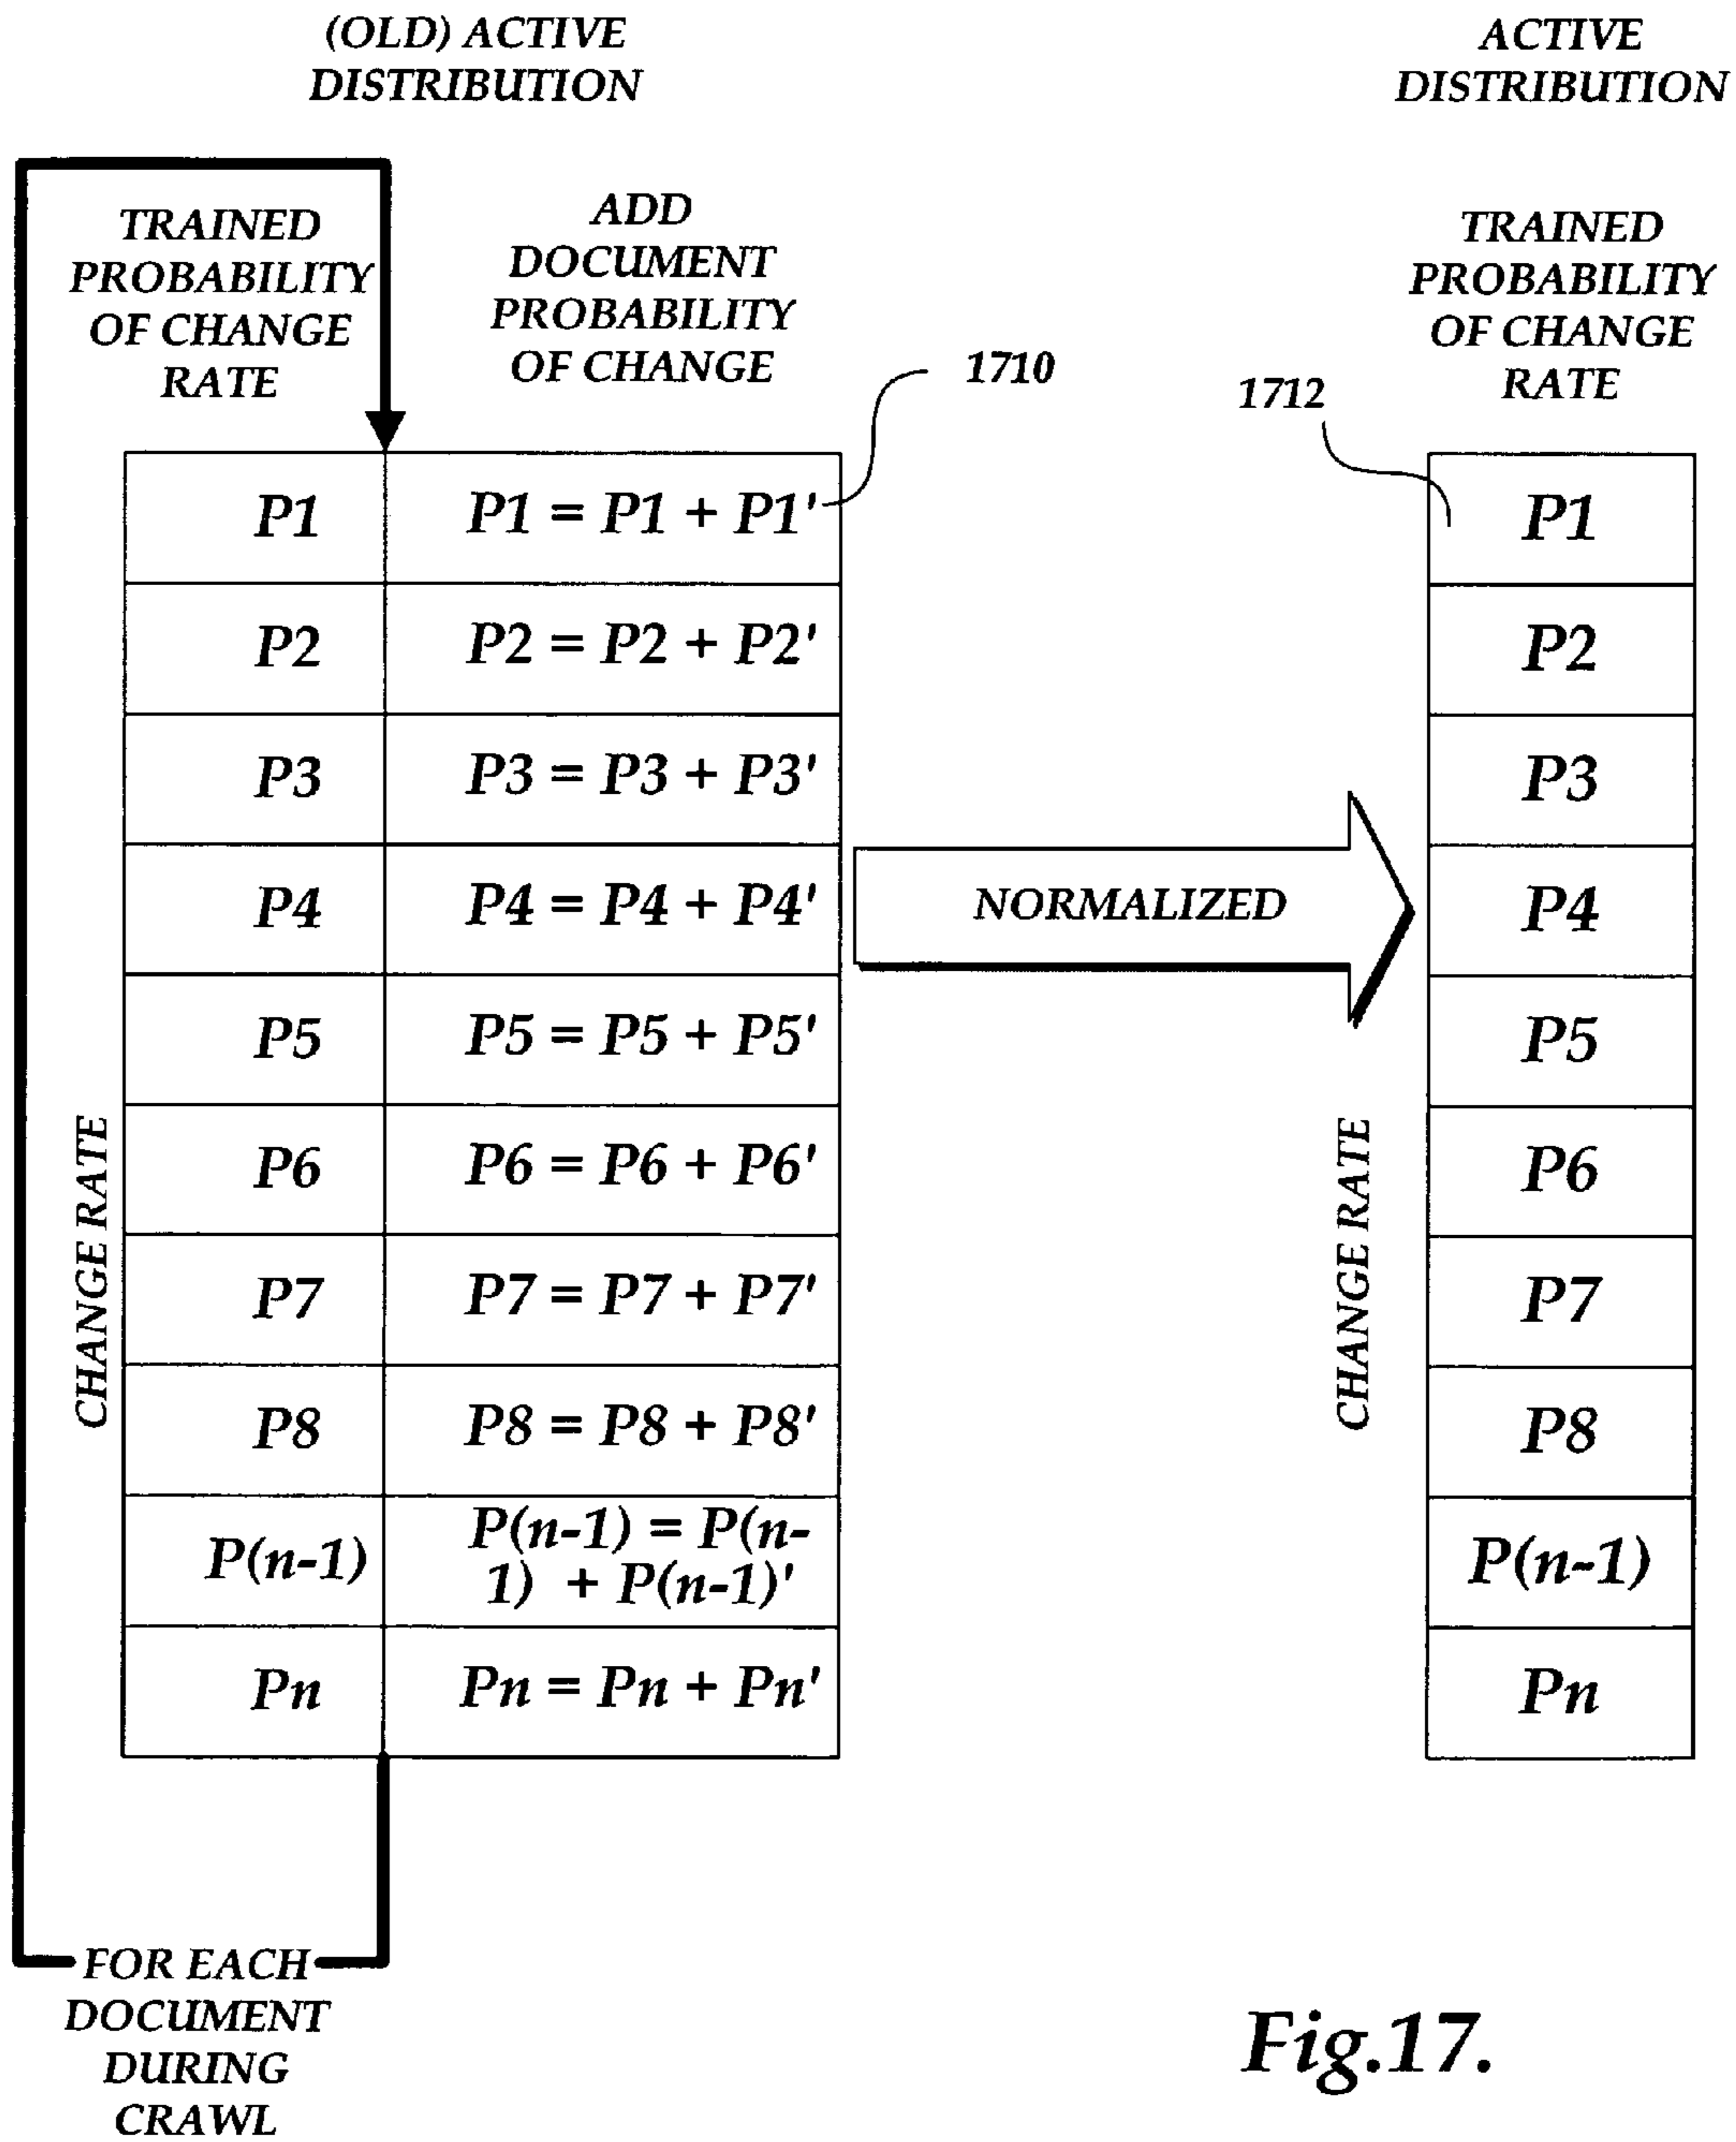 (OLD) ACTIVE
DISTRIBUTION
ACTIVE
DISTRIBUTION
TRAINED
PROBABILITY
OF CHANGE
RATE
ADD
DOCUMENT
PROBABILITY
OF CHANGE
1710
1712
TRAINED
PROBABILITY
OF CHANGE
RATE
P1
P1 = P1 + P1'
P1
P2
P2 = P2 + P2'
P2
P3
P3 = P3 + P3'
P3
P4
P4 = P4 + P4'
NORMALIZED
P4
P5
P5 = P5 + P5'
P5
CHANGE RATE
P6
P6 = P6 + P6'
CHANGE RATE
P6
P7
P7 = P7 + P7'
P7
P8
P8 = P8 + P8'
P8
P(n-1)
P(n-1) = P(n-
1) + P(n-1)'
P(n-1)
Pn
Pn = Pn + Pn'
Pn
FOR EACH
DOCUMENT
DURING
CRAWL
Fig.17.